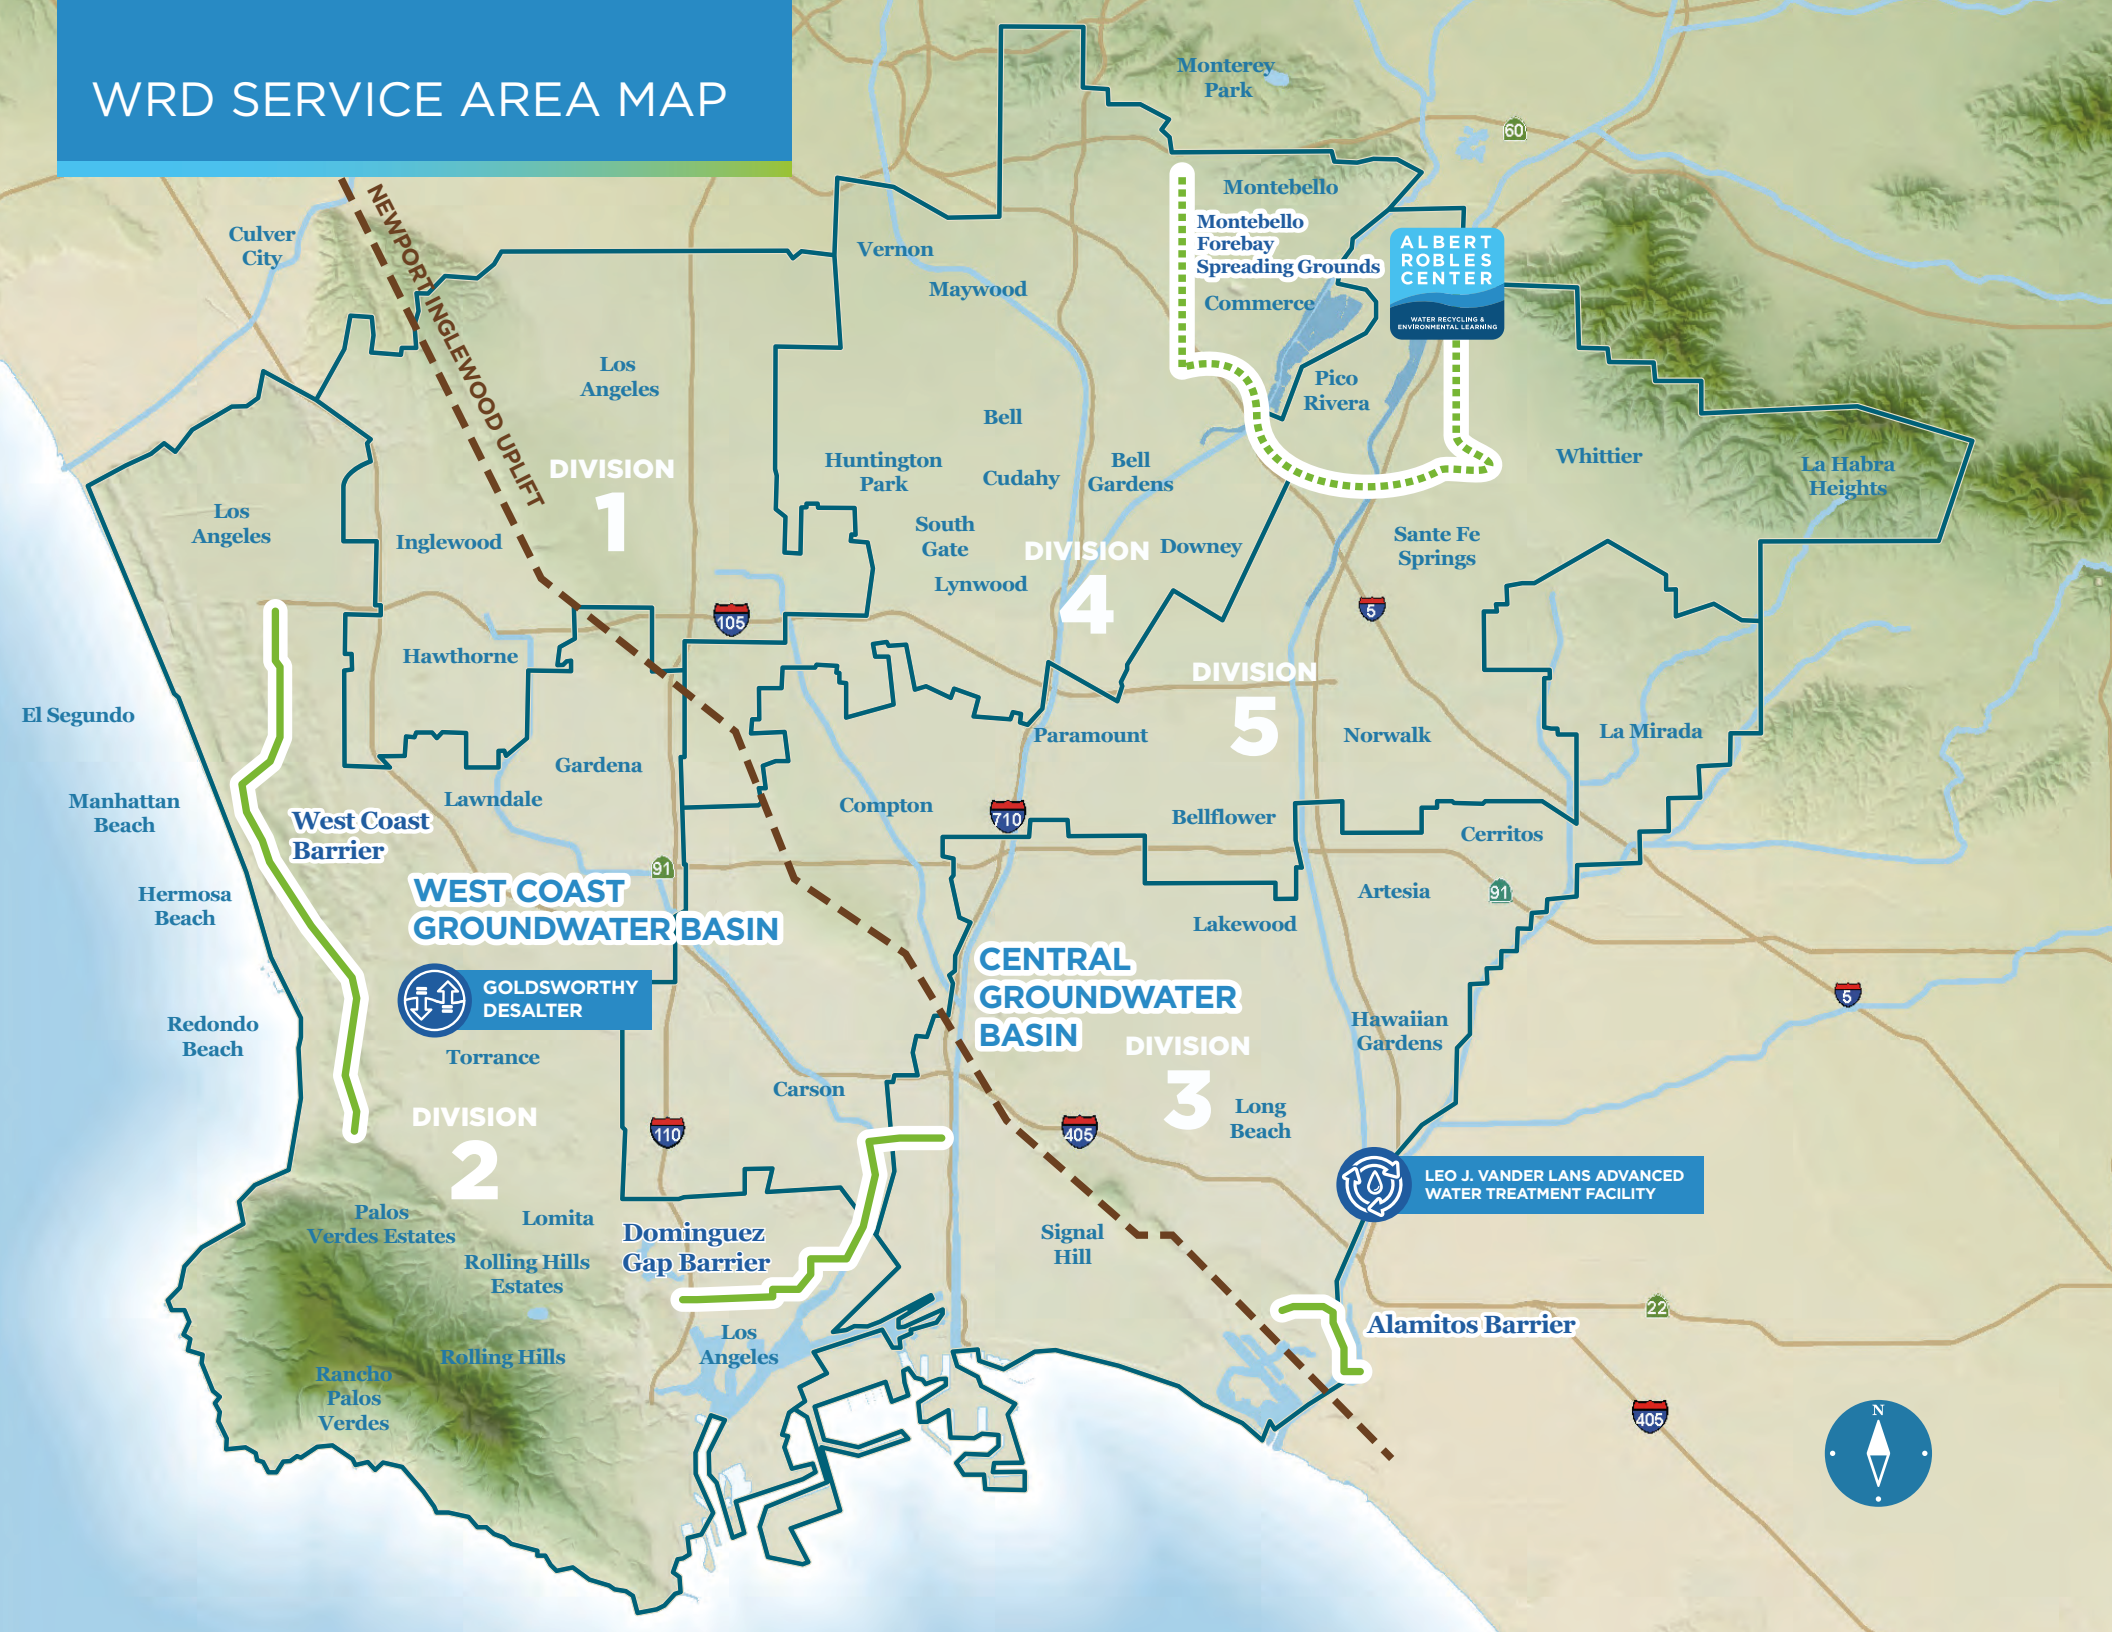 WRD SERVICE AREA MAP
Monterey
Park
60
Montebello
Culver
City
NEWPORT INGLEWOOD UPLIFT
Vernon
Maywood
Montebello
Forebay
Spreading Grounds
Commerce
ALBERT
ROBLES
CENTER
WATER RECYCLING &
ENVIRONMENTAL LEARNING
Los
Angeles
Pico
Rivera
Bell
Huntington
Park
Cudahy
Bell
Gardens
Whittier
La Habra
Heights
DIVISION
1
Los
Angeles
Inglewood
South
Gate
Lynwood
DIVISION
4
Downey
Sante Fe
Springs
105
5
Hawthorne
DIVISION
5
El Segundo
Gardena
Paramount
Norwalk
La Mirada
Manhattan
Beach
Lawndale
West Coast
Barrier
Compton
710
Bellflower
Cerritos
91
Hermosa
Beach
WEST COAST
GROUNDWATER BASIN
Artesia
91
Lakewood
CENTRAL
GROUNDWATER
BASIN
GOLDSWORTHY
DESALTER
5
Redondo
Beach
Torrance
DIVISION
3
Hawaiian
Gardens
Carson
DIVISION
2
110
405
Long
Beach
LEO J. VANDER LANS ADVANCED
WATER TREATMENT FACILITY
Palos
Verdes Estates
Lomita
Dominguez
Gap Barrier
Signal
Hill
Rolling Hills
Estates
Alamitos Barrier
22
Los
Angeles
Rolling Hills
Rancho
Palos
Verdes
405
N